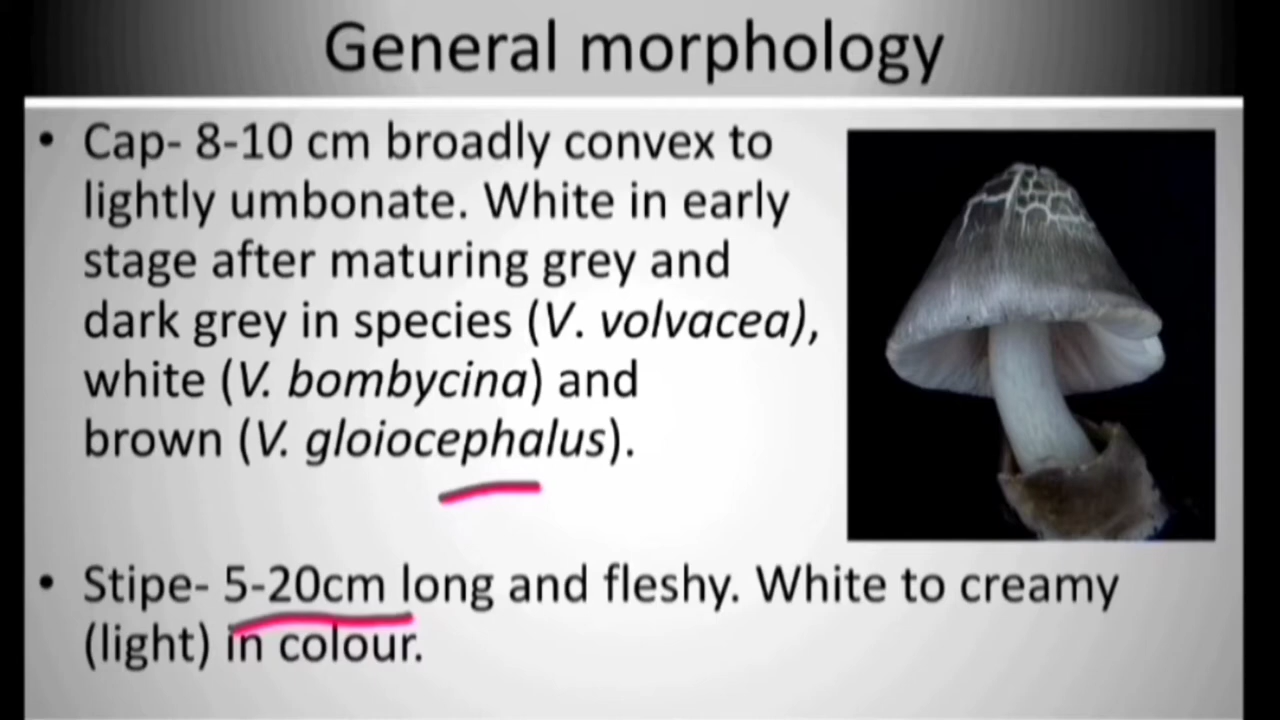 General morphology
• Cap- 8-10 cm broadly convex to
lightly umbonate. White in early
stage after maturing grey and
dark grey in species (V. volvacea),
white (V. bombycina) and
brown (V. gloiocephalus).
• Stipe- 5-20cm long and fleshy. White to creamy
(light) in colour.